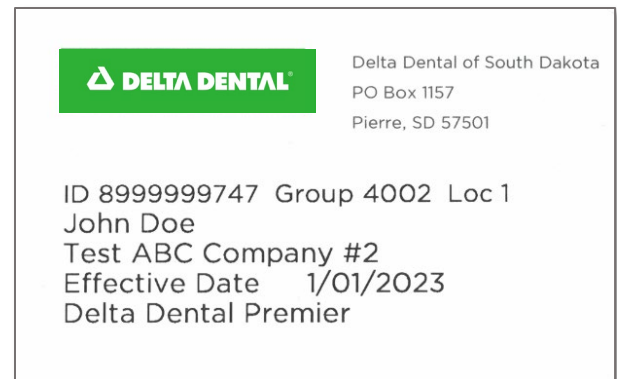 DELTA DENTAL®
Delta Dental of South Dakota
PO Box 1157
Pierre, SD 57501
ID 8999999747 Group 4002 Loc 1
John Doe
Test ABC Company #2
Effective Date 1/01/2023
Delta Dental Premier